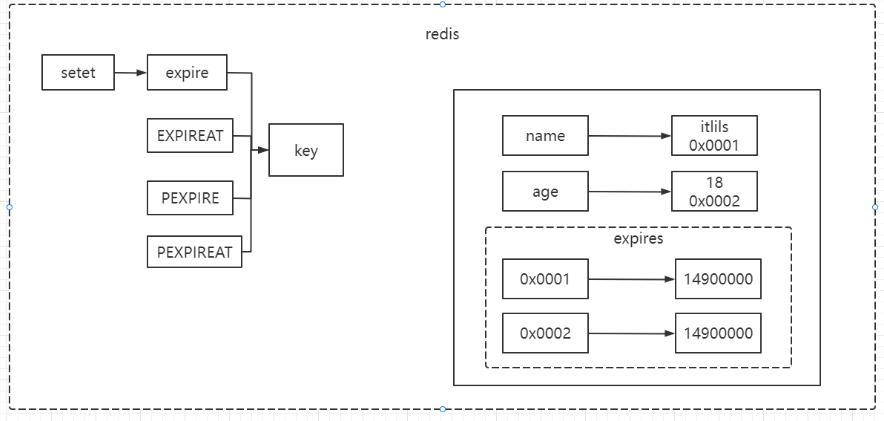 redis
setet
expire
EXPIREAT
PEXPIRE
PEXPIREAT
key
name
itlils
0x0001
age
18
0x0002
expires
0x0001
14900000
0x0002
14900000